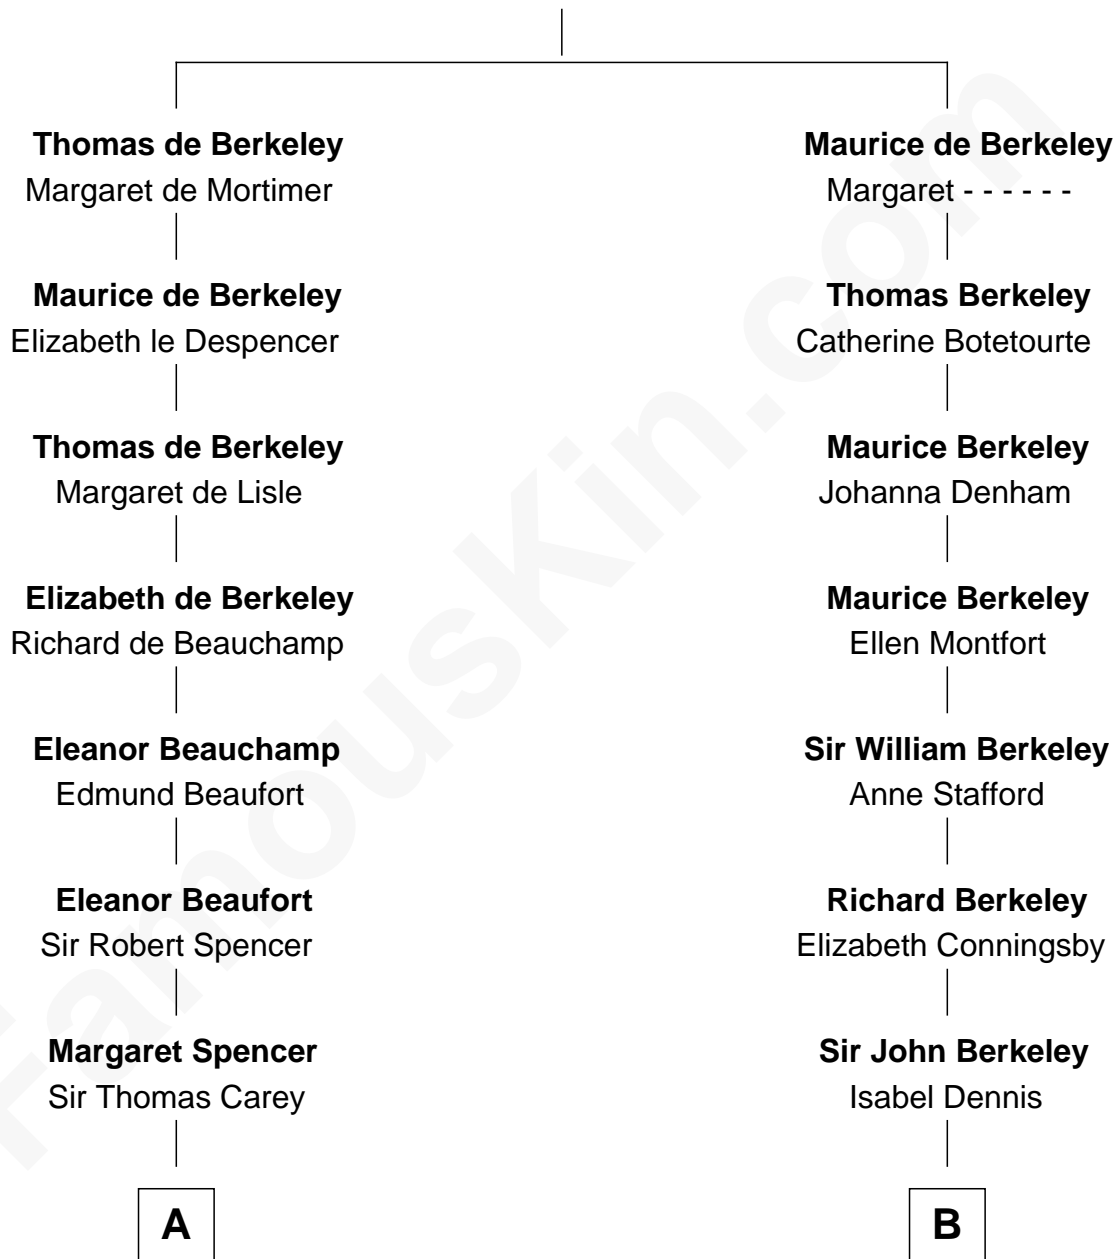 Thomas de Berkeley
Margaret de Mortimer
Maurice de Berkeley
Elizabeth le Despencer
Thomas de Berkeley
Margaret de Lisle
Elizabeth de Berkeley
Richard de Beauchamp
Eleanor Beauchamp
Edmund Beaufort
Eleanor Beaufort
Sir Robert Spencer
Margaret Spencer
Sir Thomas Carey
A
Maurice de Berkeley
Margaret - - - - - -
Thomas Berkeley
Catherine Botetourte
Maurice Berkeley
Johanna Denham
Maurice Berkeley
Ellen Montfort
Sir William Berkeley
Anne Stafford
Richard Berkeley
Elizabeth Conningsby
Sir John Berkeley
Isabel Dennis
B
FamousKin.com